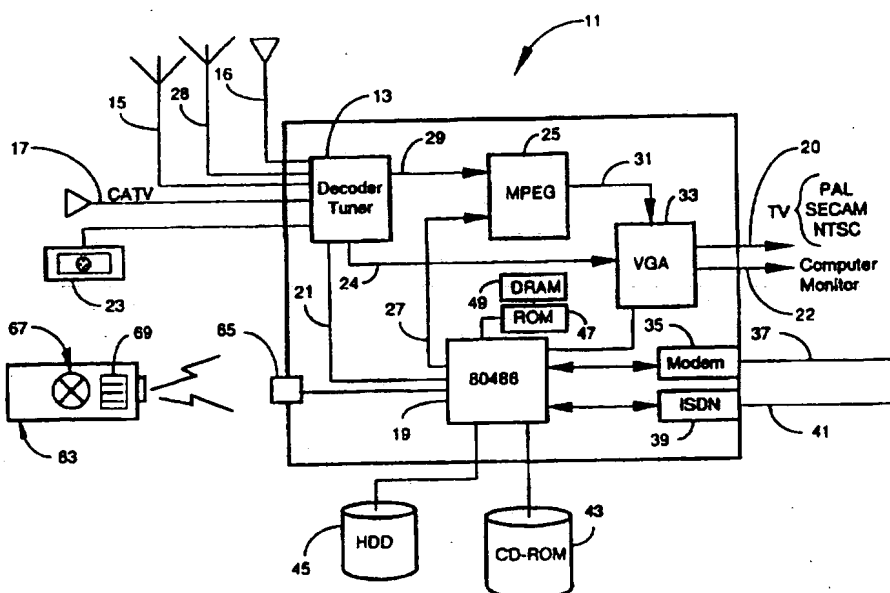 11
28
16
15
13
17
CATV
29
25
31
20
Decoder
Tuner
MPEG
33
TV
PAL
SECAM
NTSC
VGA
Computer
Monitor
23
21
24
49
DRAM
22
27
ROM
47
35
37
67
69
65
Modem
80486
ISDN
19
39
41
63
45
HDD
43
CD-ROM